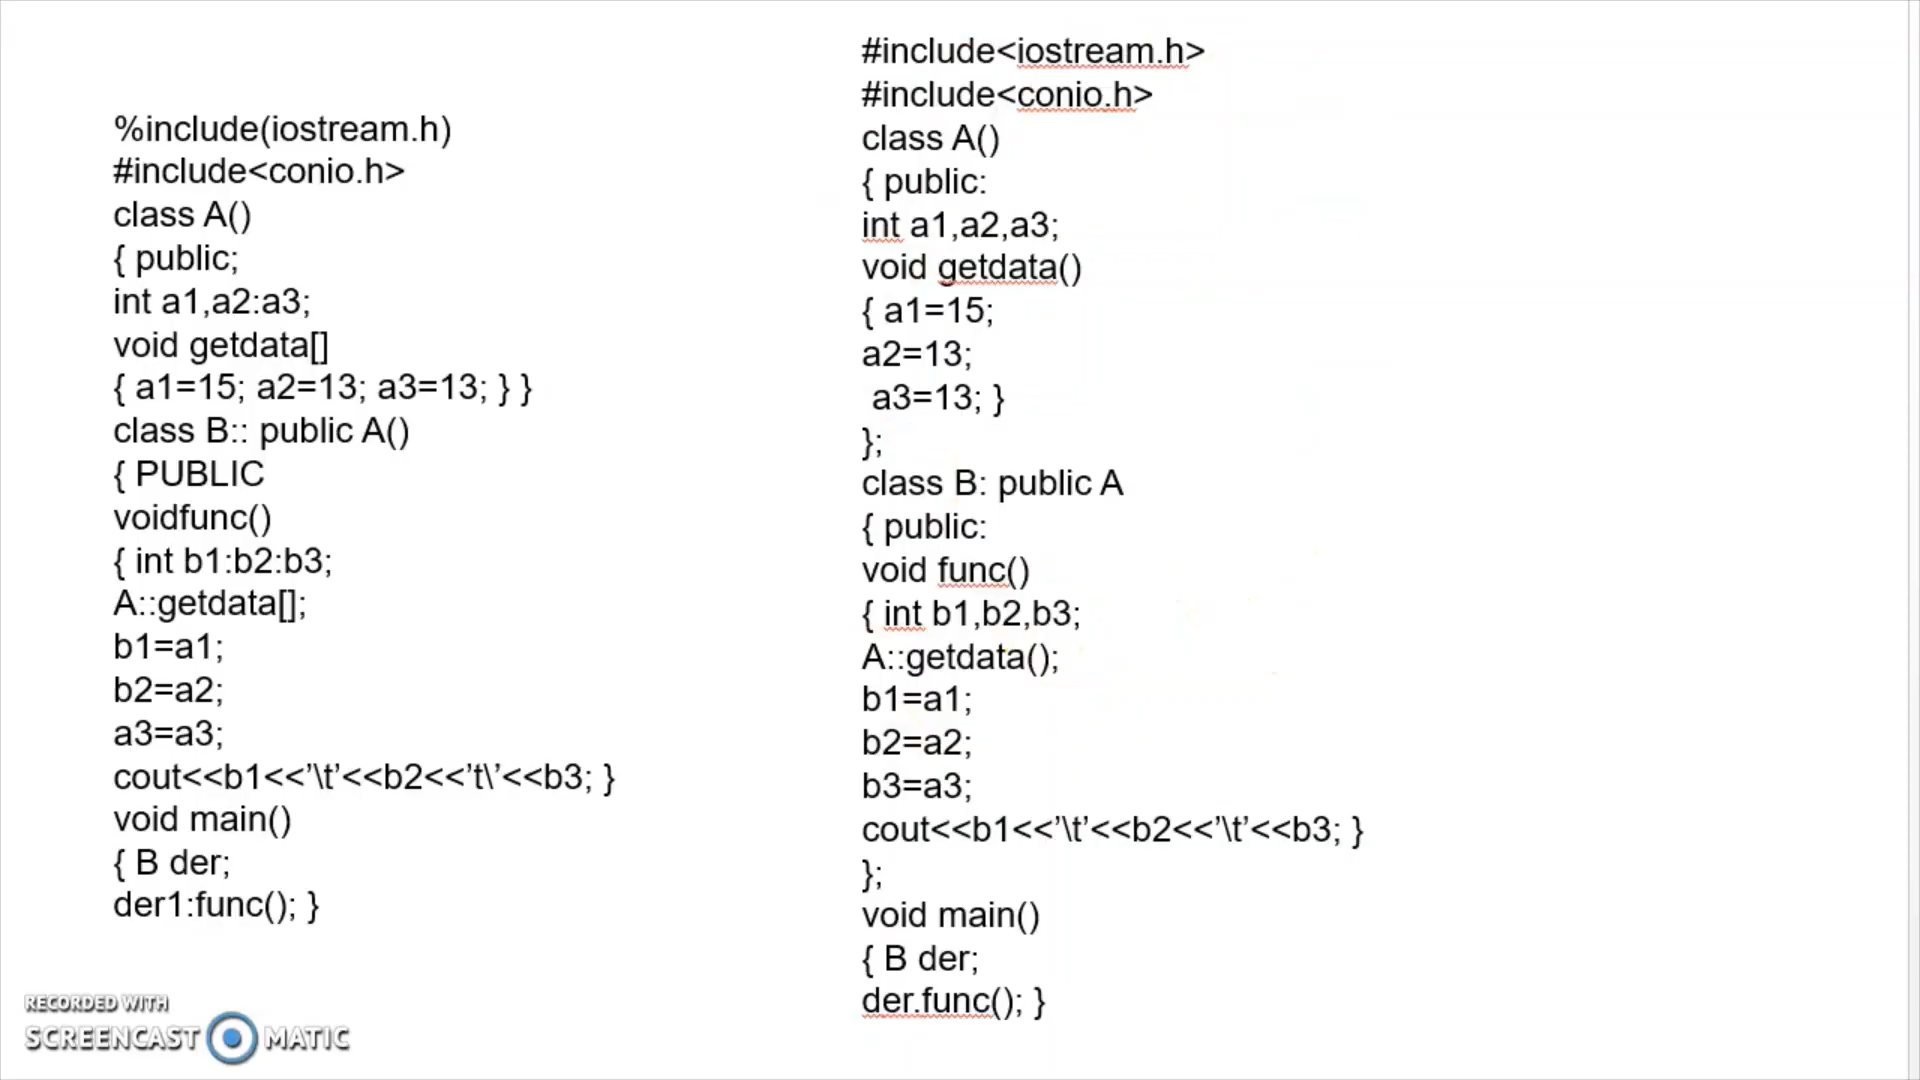 %include(iostream.h)
#include<conio.h>
class A()
{ public;
int a1,a2:a3;
void getdata[]
{ a1=15; a2=13; a3=13; } }
class B:: public A()
{ PUBLIC
voidfunc()
{ int b1:b2:b3;
A::getdata[];
b1=a1;
b2=a2;
a3=a3;
cout<<b1<<’\t’<<b2<<’t\’<<b3; }
void main()
{ B der;
der1:func(); }
#include<iostream.h>
#include<conio.h>
class A()
{ public:
int a1,a2,a3;
void getdata()
{ a1=15;
a2=13;
a3=13; }
};
class B: public A
{ public:
void func()
{ int b1,b2,b3;
A::getdata();
b1=a1;
b2=a2;
b3=a3;
cout<<b1<<’\t’<<b2<<’\t’<<b3; }
};
void main()
{ B der;
der.func(); }
RECORDED WITH
SCREENCAST MATIC